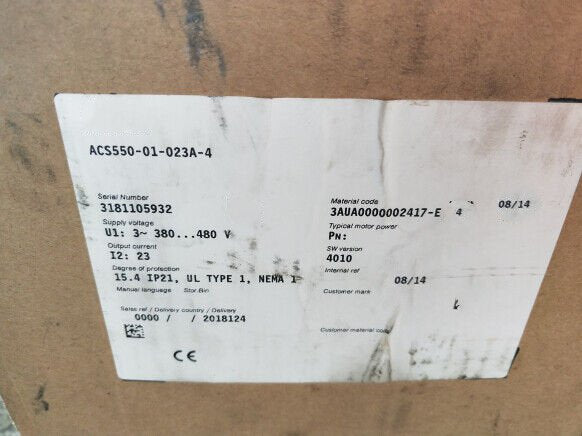 ACS550-01-023A-4
Serial Number
3181105932
Supply voltage
U1: 3~ 380...480 V
Output current
I2: 23
Degree of protection
15.4 IP21, UL TYPE 1, NEMA 1
Manual language Stor.Bin
Sales ref / Delivery country / Delivery
0000 / / 2018124
CE
Material code
3AUA0000002417-E 4 08/14
Typical motor power
PN:
SW version
4010
Internal ref
08/14
Customer mark
Customer material code